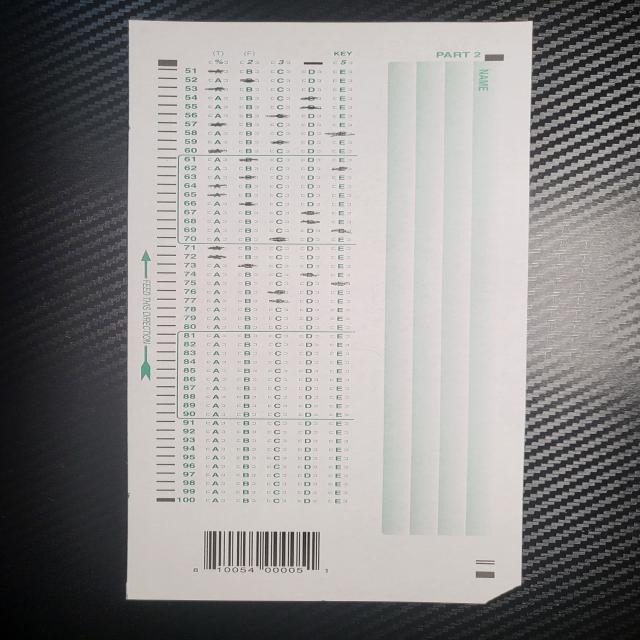 (T) (F) KEY PART 2
% 2 3 5
NAME
51 A B C D E
52 A B C D E
53 A B C D E
54 A B C D E
55 A B C D E
56 A B C D E
57 A B C D E
58 A B C D E
59 A B C D E
60 A B C D E
61 A B C D E
62 A B C D E
63 A B C D E
64 A B C D E
65 A B C D E
66 A B C D E
67 A B C D E
68 A B C D E
69 A B C D E
70 A B C D E
71 A B C D E
72 A B C D E
73 A B C D E
74 A B C D E
75 A B C D E
76 A B C D E
77 A B C D E
78 A B C D E
79 A B C D E
80 A B C D E
81 A B C D E
82 A B C D E
83 A B C D E
84 A B C D E
85 A B C D E
86 A B C D E
87 A B C D E
88 A B C D E
89 A B C D E
90 A B C D E
91 A B C D E
92 A B C D E
93 A B C D E
94 A B C D E
95 A B C D E
96 A B C D E
97 A B C D E
98 A B C D E
99 A B C D E
100 A B C D E
FEED THIS DIRECTION
8 10054 00005 1